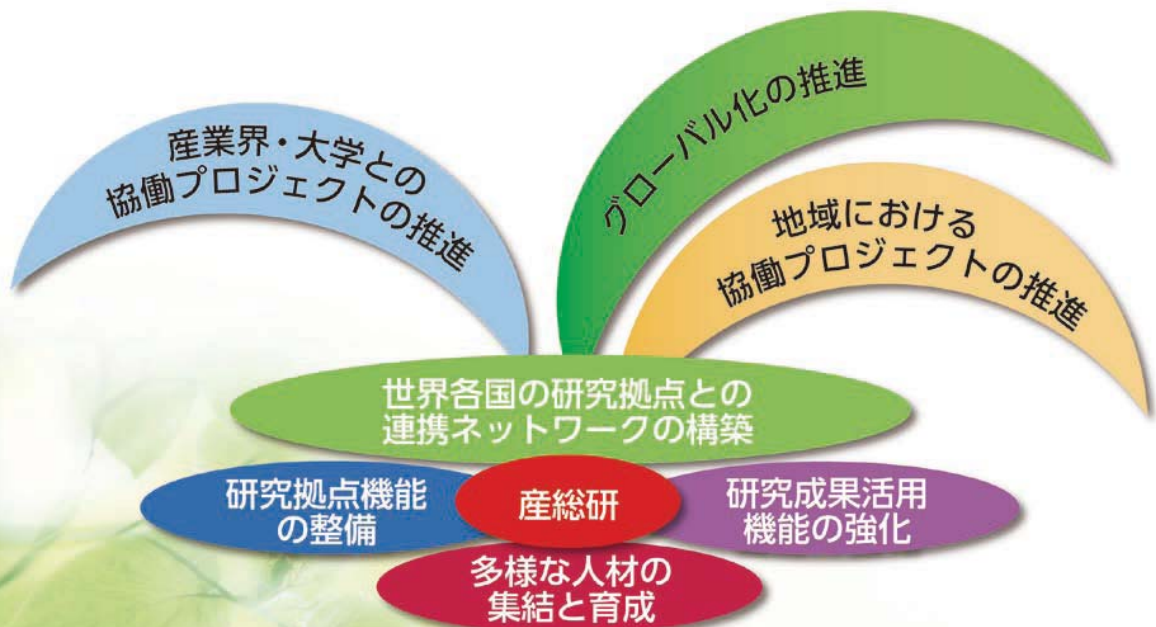 産業界・大学との
協働プロジェクトの推進
グローバル化の推進
地域における
協働プロジェクトの推進
世界各国の研究拠点との
連携ネットワークの構築
研究拠点機能
の整備
産総研
研究成果活用
機能の強化
多様な人材の
集結と育成